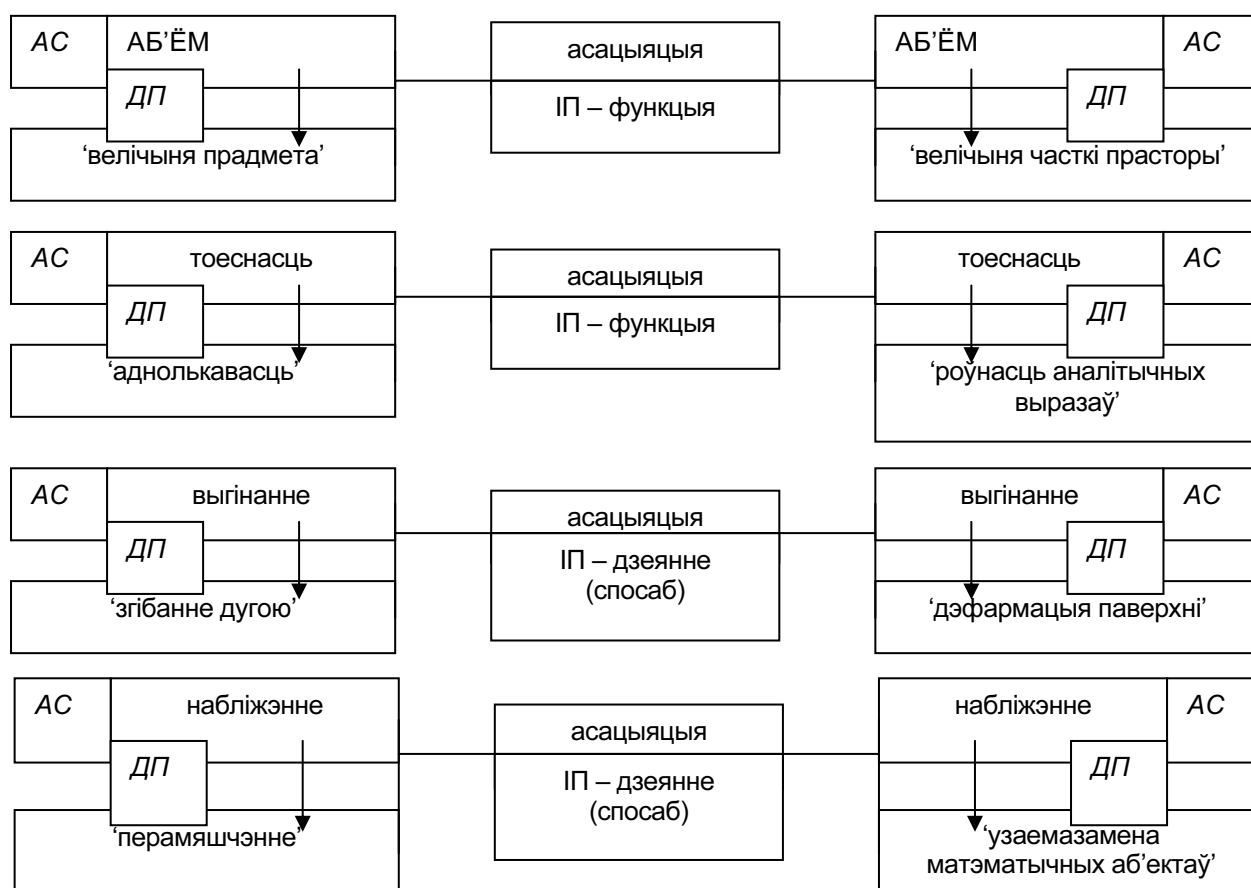 АС АБ’ЁМ асацыяцыя АБ’ЁМ АС
ДП ІП – функцыя ДП
‘велічыня прадмета’ ‘велічыня часткі прасторы’
АС тоеснасць асацыяцыя тоеснасць АС
ДП ІП – функцыя ДП
‘аднолькавасць’ ‘роўнасць аналітычных
выразаў’
АС выгінанне асацыяцыя выгінанне АС
ДП ІП – дзеянне ДП
(спосаб)
‘згібанне дугою’ ‘дэфармацыя паверхні’
АС набліжэнне асацыяцыя набліжэнне АС
ДП ІП – дзеянне ДП
(спосаб)
‘перамяшчэнне’ ‘узаемазамена
матэматычных аб’ектаў’